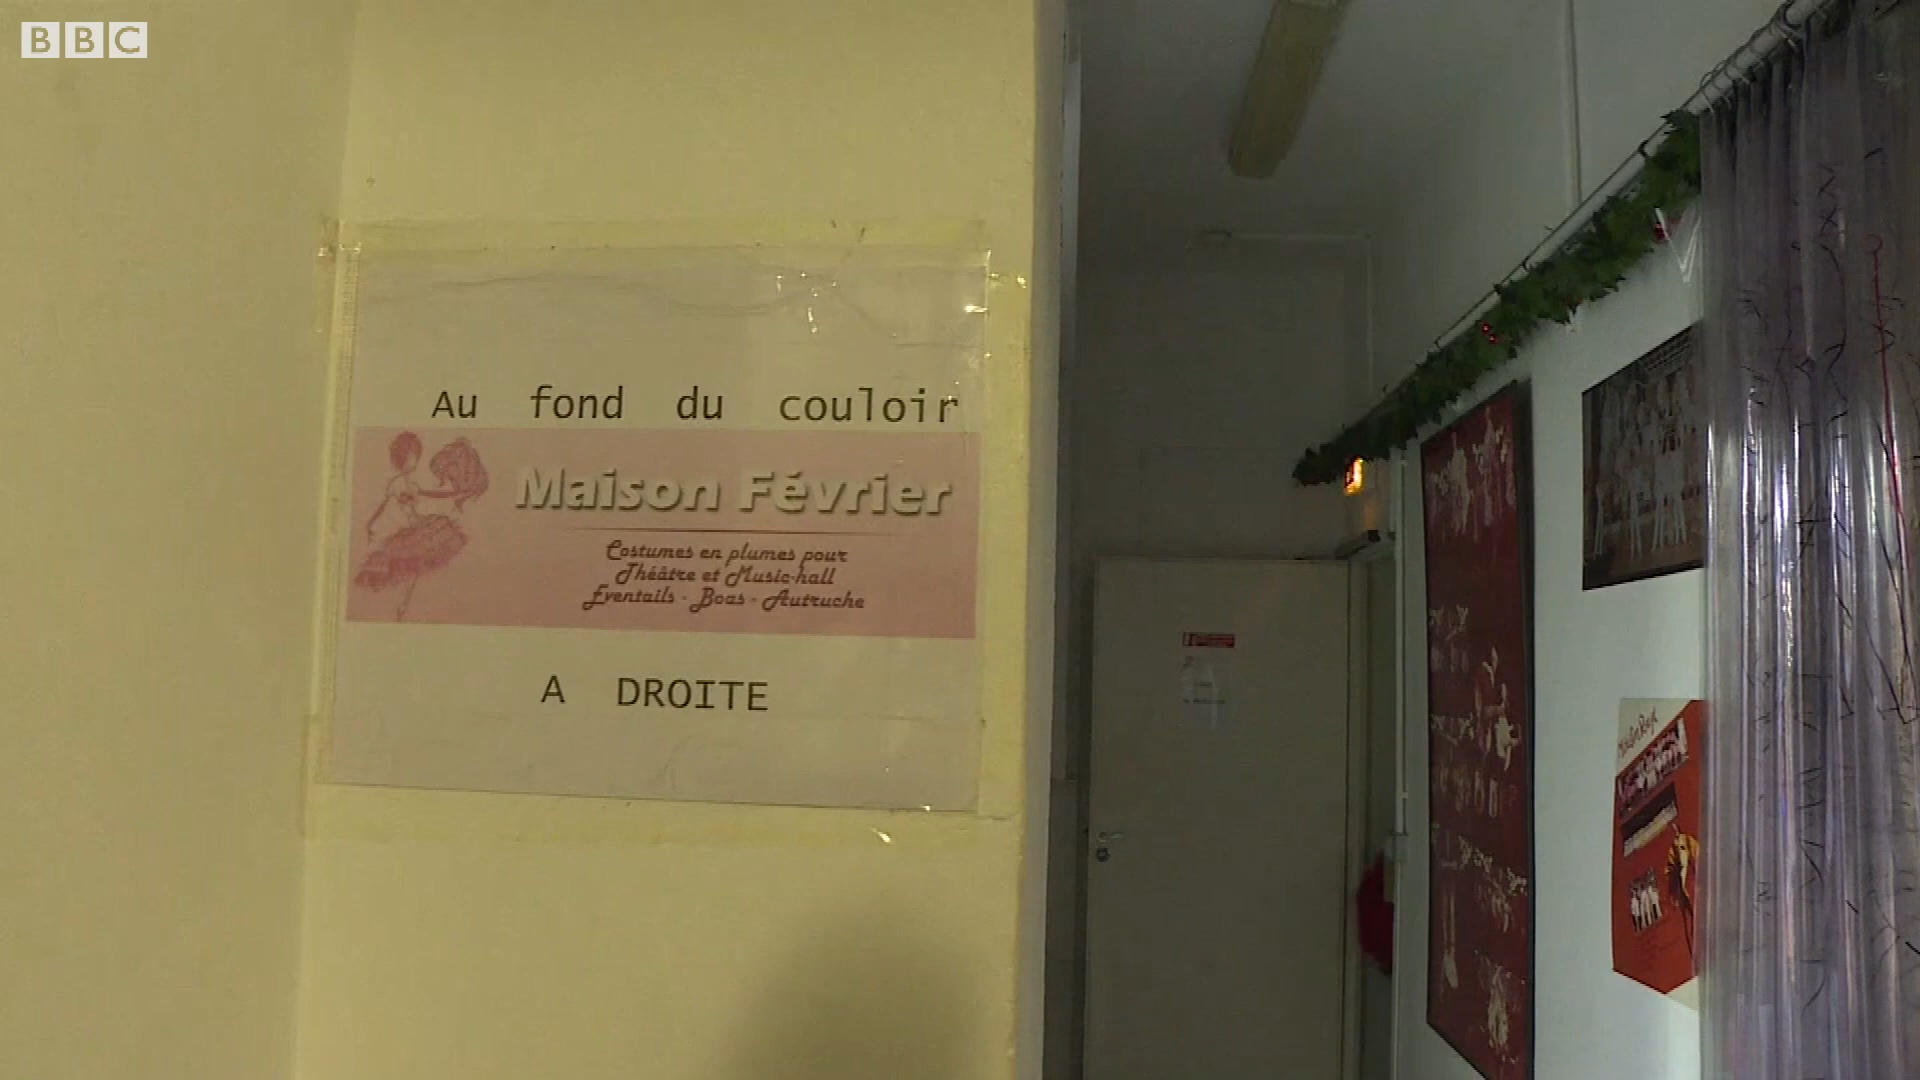 BBC
Au fond du couloir
Maison Février
Costumes en plumes pour
Théâtre et Music-hall
Eventails - Boas - Autruche
A DROITE